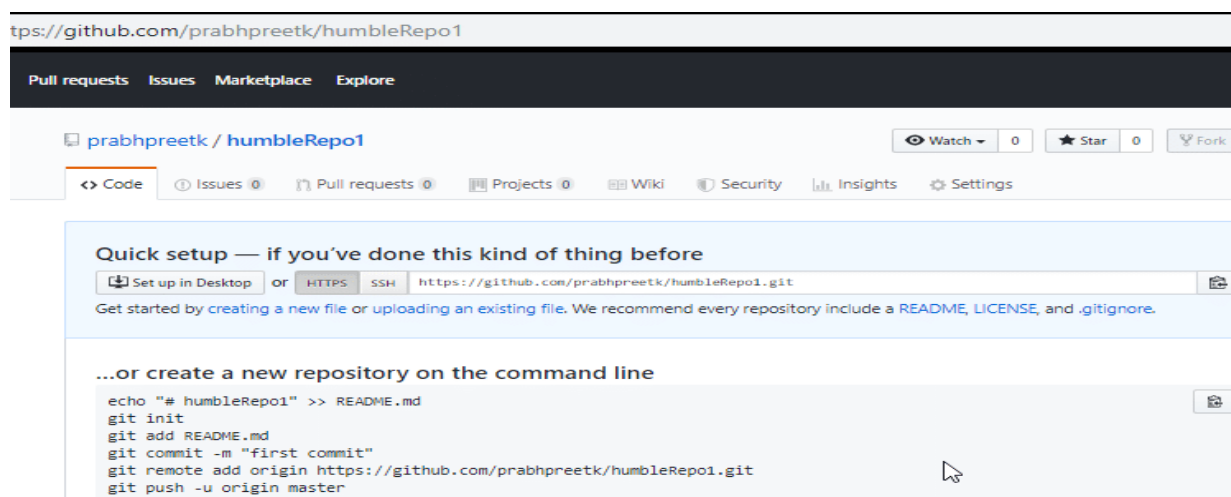 tps://github.com/prabhpreetk/humbleRepo1
Pull requests Issues Marketplace Explore
prabhpreetk / humbleRepo1 Watch 0 Star 0 Fork
<> Code Issues 0 Pull requests 0 Projects 0 Wiki Security Insights Settings
Quick setup — if you've done this kind of thing before
Set up in Desktop or HTTPS SSH https://github.com/prabhpreetk/humbleRepo1.git
Get started by creating a new file or uploading an existing file. We recommend every repository include a README, LICENSE, and .gitignore.
...or create a new repository on the command line
echo "# humbleRepo1" >> README.md
git init
git add README.md
git commit -m "first commit"
git remote add origin https://github.com/prabhpreetk/humbleRepo1.git
git push -u origin master